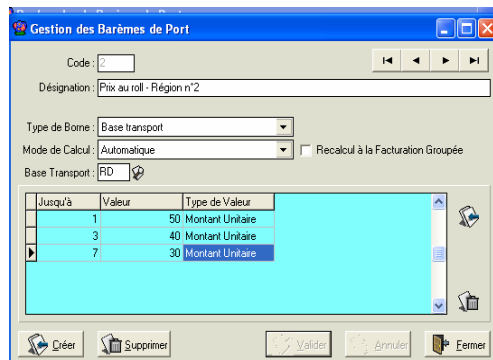 Gestion des Barèmes de Port
Code : 2
Désignation : Prix au roll - Région n°2
Type de Borne : Base transport
Mode de Calcul : Automatique Recalcul à la Facturation Groupée
Base Transport : RD
Jusqu'à Valeur Type de Valeur
1 50 Montant Unitaire
3 40 Montant Unitaire
7 30 Montant Unitaire
Créer Supprimer Valider Annuler Fermer